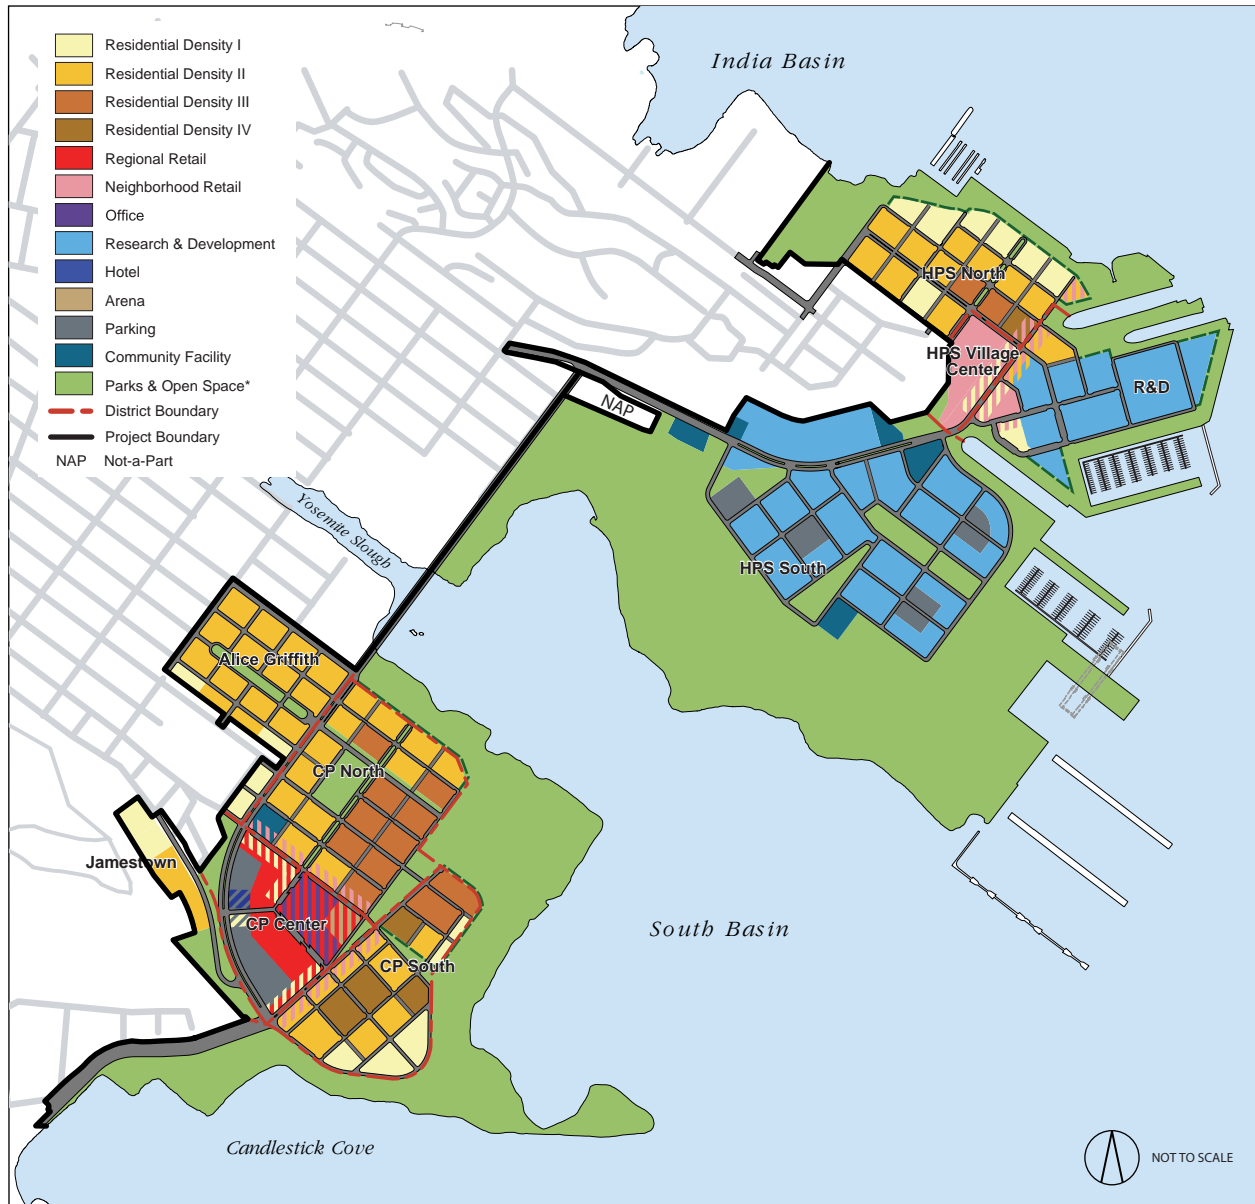 Residential Density I
Residential Density II
Residential Density III
Residential Density IV
Regional Retail
Neighborhood Retail
Office
Research & Development
Hotel
Arena
Parking
Community Facility
Parks & Open Space*
District Boundary
Project Boundary
NAP Not-a-Part
India Basin
HPS North
HPS Village
Center
R&D
NAP
Yosemite Slough
HPS South
Alice Griffith
CP North
Jamestown
CP Center
CP South
South Basin
Candlestick Cove
NOT TO SCALE